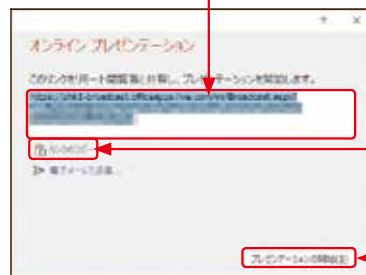 オンライン プレゼンテーション
このリンクをリモート閲覧者と共有し、プレゼンテーションを開始します。
リンクのコピー
電子メールで送信...
プレゼンテーションの開始(S)